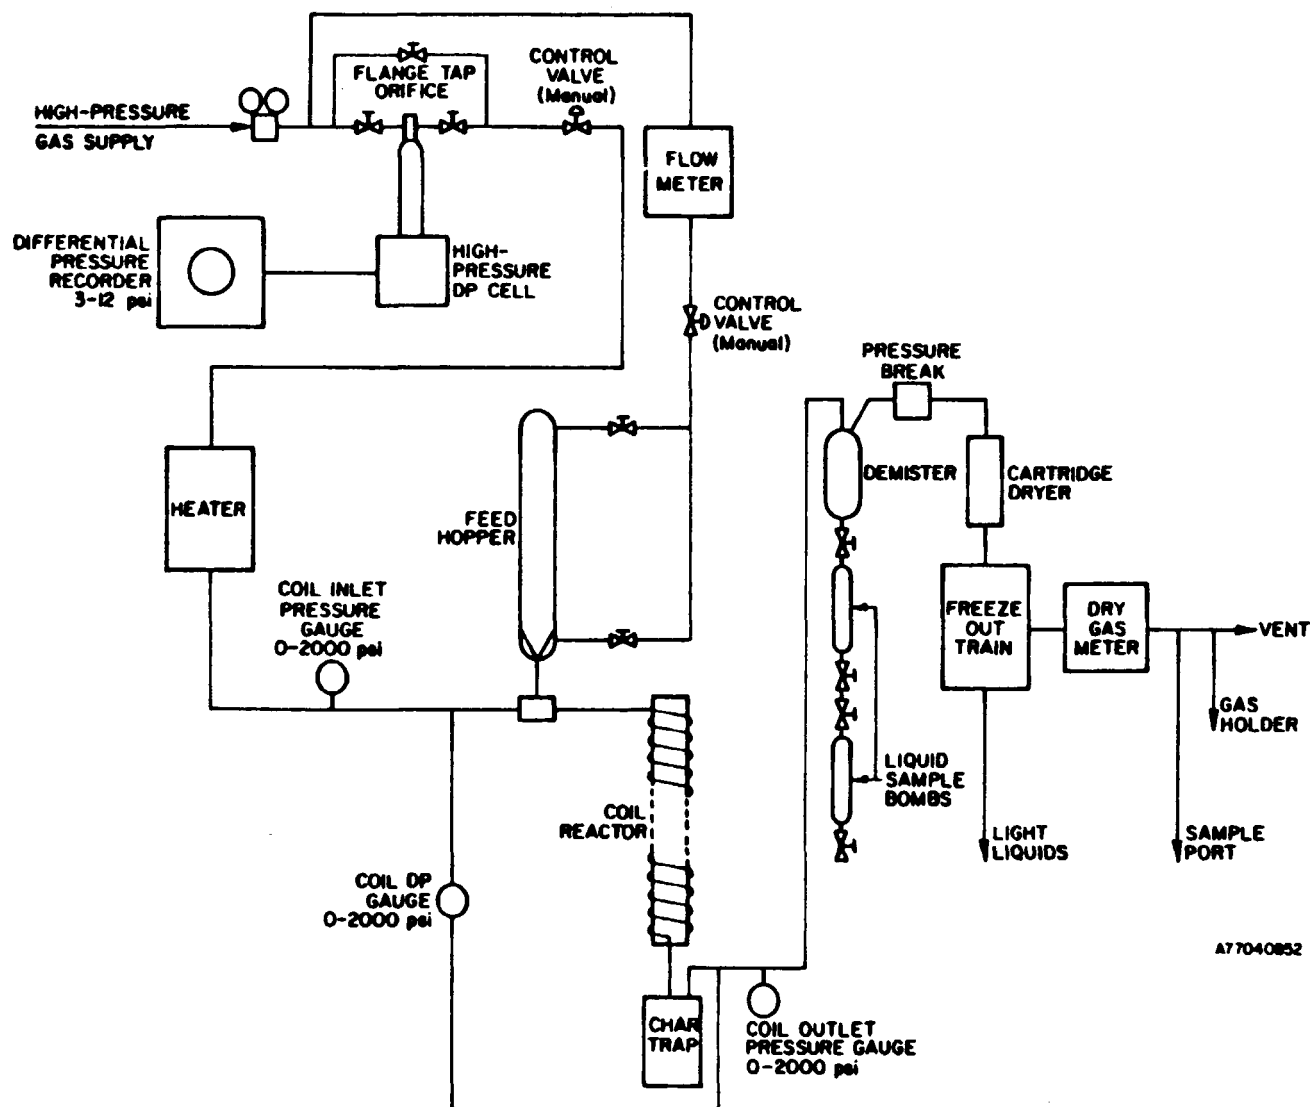 CONTROL
VALVE
(Manual)
FLANGE TAP
ORIFICE
HIGH-PRESSURE
GAS SUPPLY
FLOW
METER
DIFFERENTIAL
PRESSURE
RECORDER
3-12 psi
HIGH-
PRESSURE
DP CELL
CONTROL
VALVE
(Manual)
PRESSURE
BREAK
DEMISTER
CARTRIDGE
DRYER
HEATER
FEED
HOPPER
COIL INLET
PRESSURE
GAUGE
0-2000 psi
FREEZE
OUT
TRAIN
DRY
GAS
METER
VENT
GAS
HOLDER
LIQUID
SAMPLE
BOMBS
COIL
REACTOR
LIGHT
LIQUIDS
SAMPLE
PORT
COIL DP
GAUGE
0-2000 psi
A77040852
CHAR
TRAP
COIL OUTLET
PRESSURE GAUGE
0-2000 psi